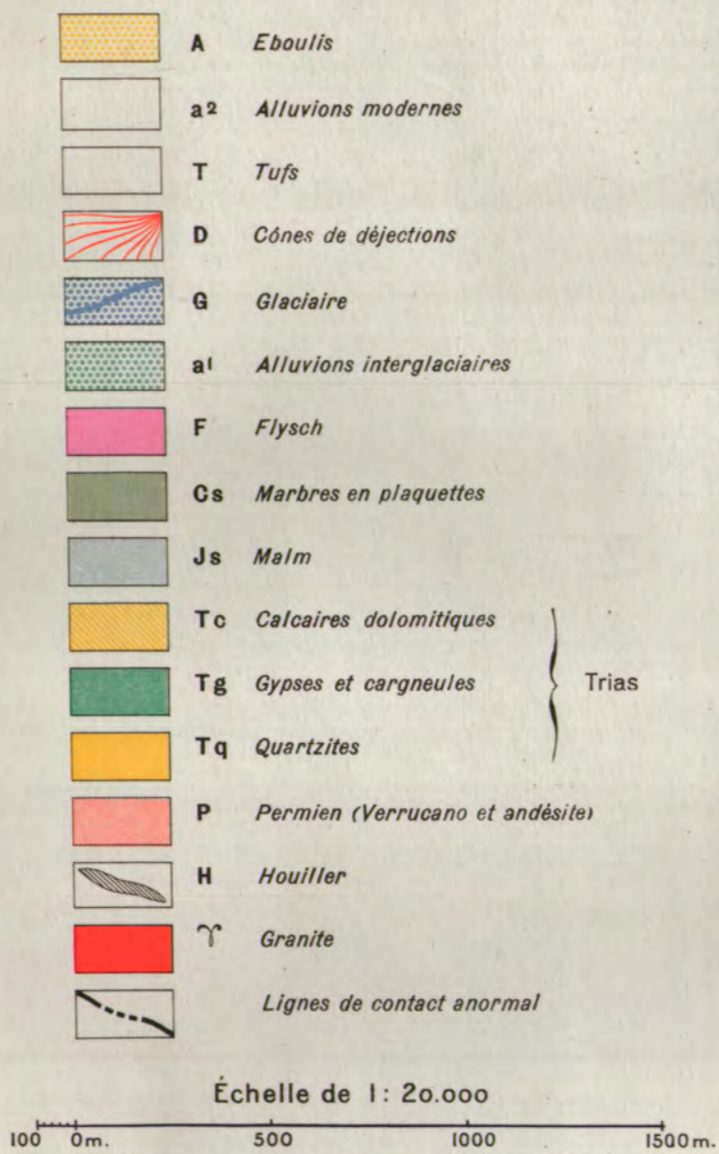 A Eboulis
a² Alluvions modernes
T Tufs
D Cônes de déjections
G Glaciaire
a¹ Alluvions interglaciaires
F Flysch
Cs Marbres en plaquettes
Js Malm
Tc Calcaires dolomitiques
Tg Gypses et cargneules Trias
Tq Quartzites
P Permien (Verrucano et andésite)
H Houiller
γ Granite
Lignes de contact anormal
Échelle de 1: 20.000
100 0m. 500 1000 1500 m.